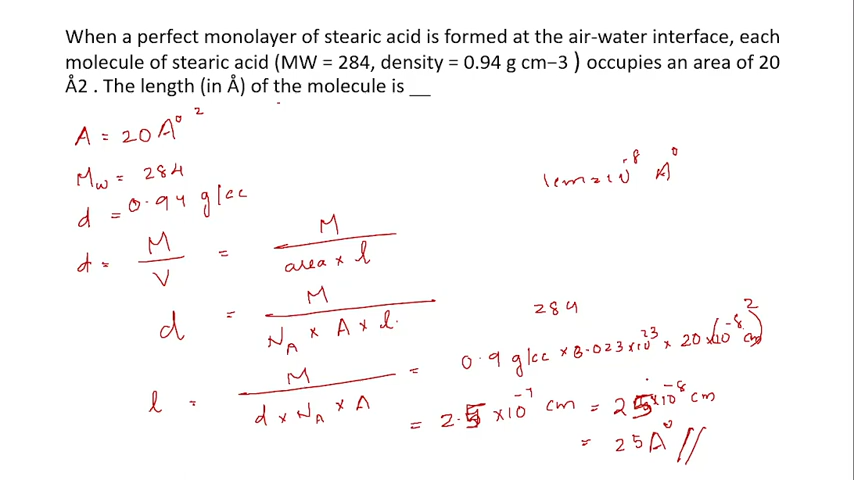 When a perfect monolayer of stearic acid is formed at the air-water interface, each
molecule of stearic acid (MW = 284, density = 0.94 g cm−3 ) occupies an area of 20
Å2 . The length (in Å) of the molecule is __
A = 20 A° ²
Mw = 284
1cm = 10⁻⁸ A°
d = 0.94 g/cc
d = M / V = M / area × l
d = M / N_A × A × l
l = M / d × N_A × A = 284 / 0.9 g/cc × 6.023 × 10²³ × 20 × (10⁻⁸ cm)²
= 2.5 × 10⁻⁷ cm = 25 × 10⁻⁸ cm
= 25 A° //